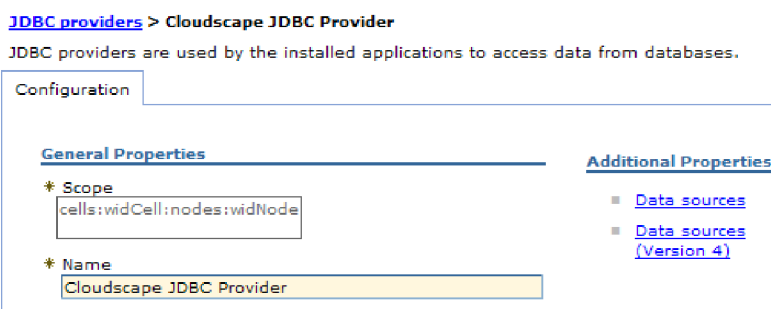 JDBC providers > Cloudscape JDBC Provider
JDBC providers are used by the installed applications to access data from databases.
Configuration
General Properties
* Scope
cells:widCell:nodes:widNode
* Name
Cloudscape JDBC Provider
Additional Properties
Data sources
Data sources
(Version 4)